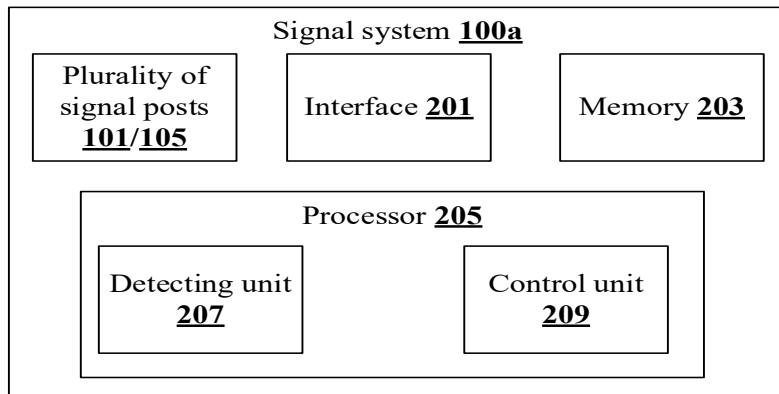 Signal system 100a
Plurality of
signal posts
101/105
Interface 201
Memory 203
Processor 205
Detecting unit
207
Control unit
209